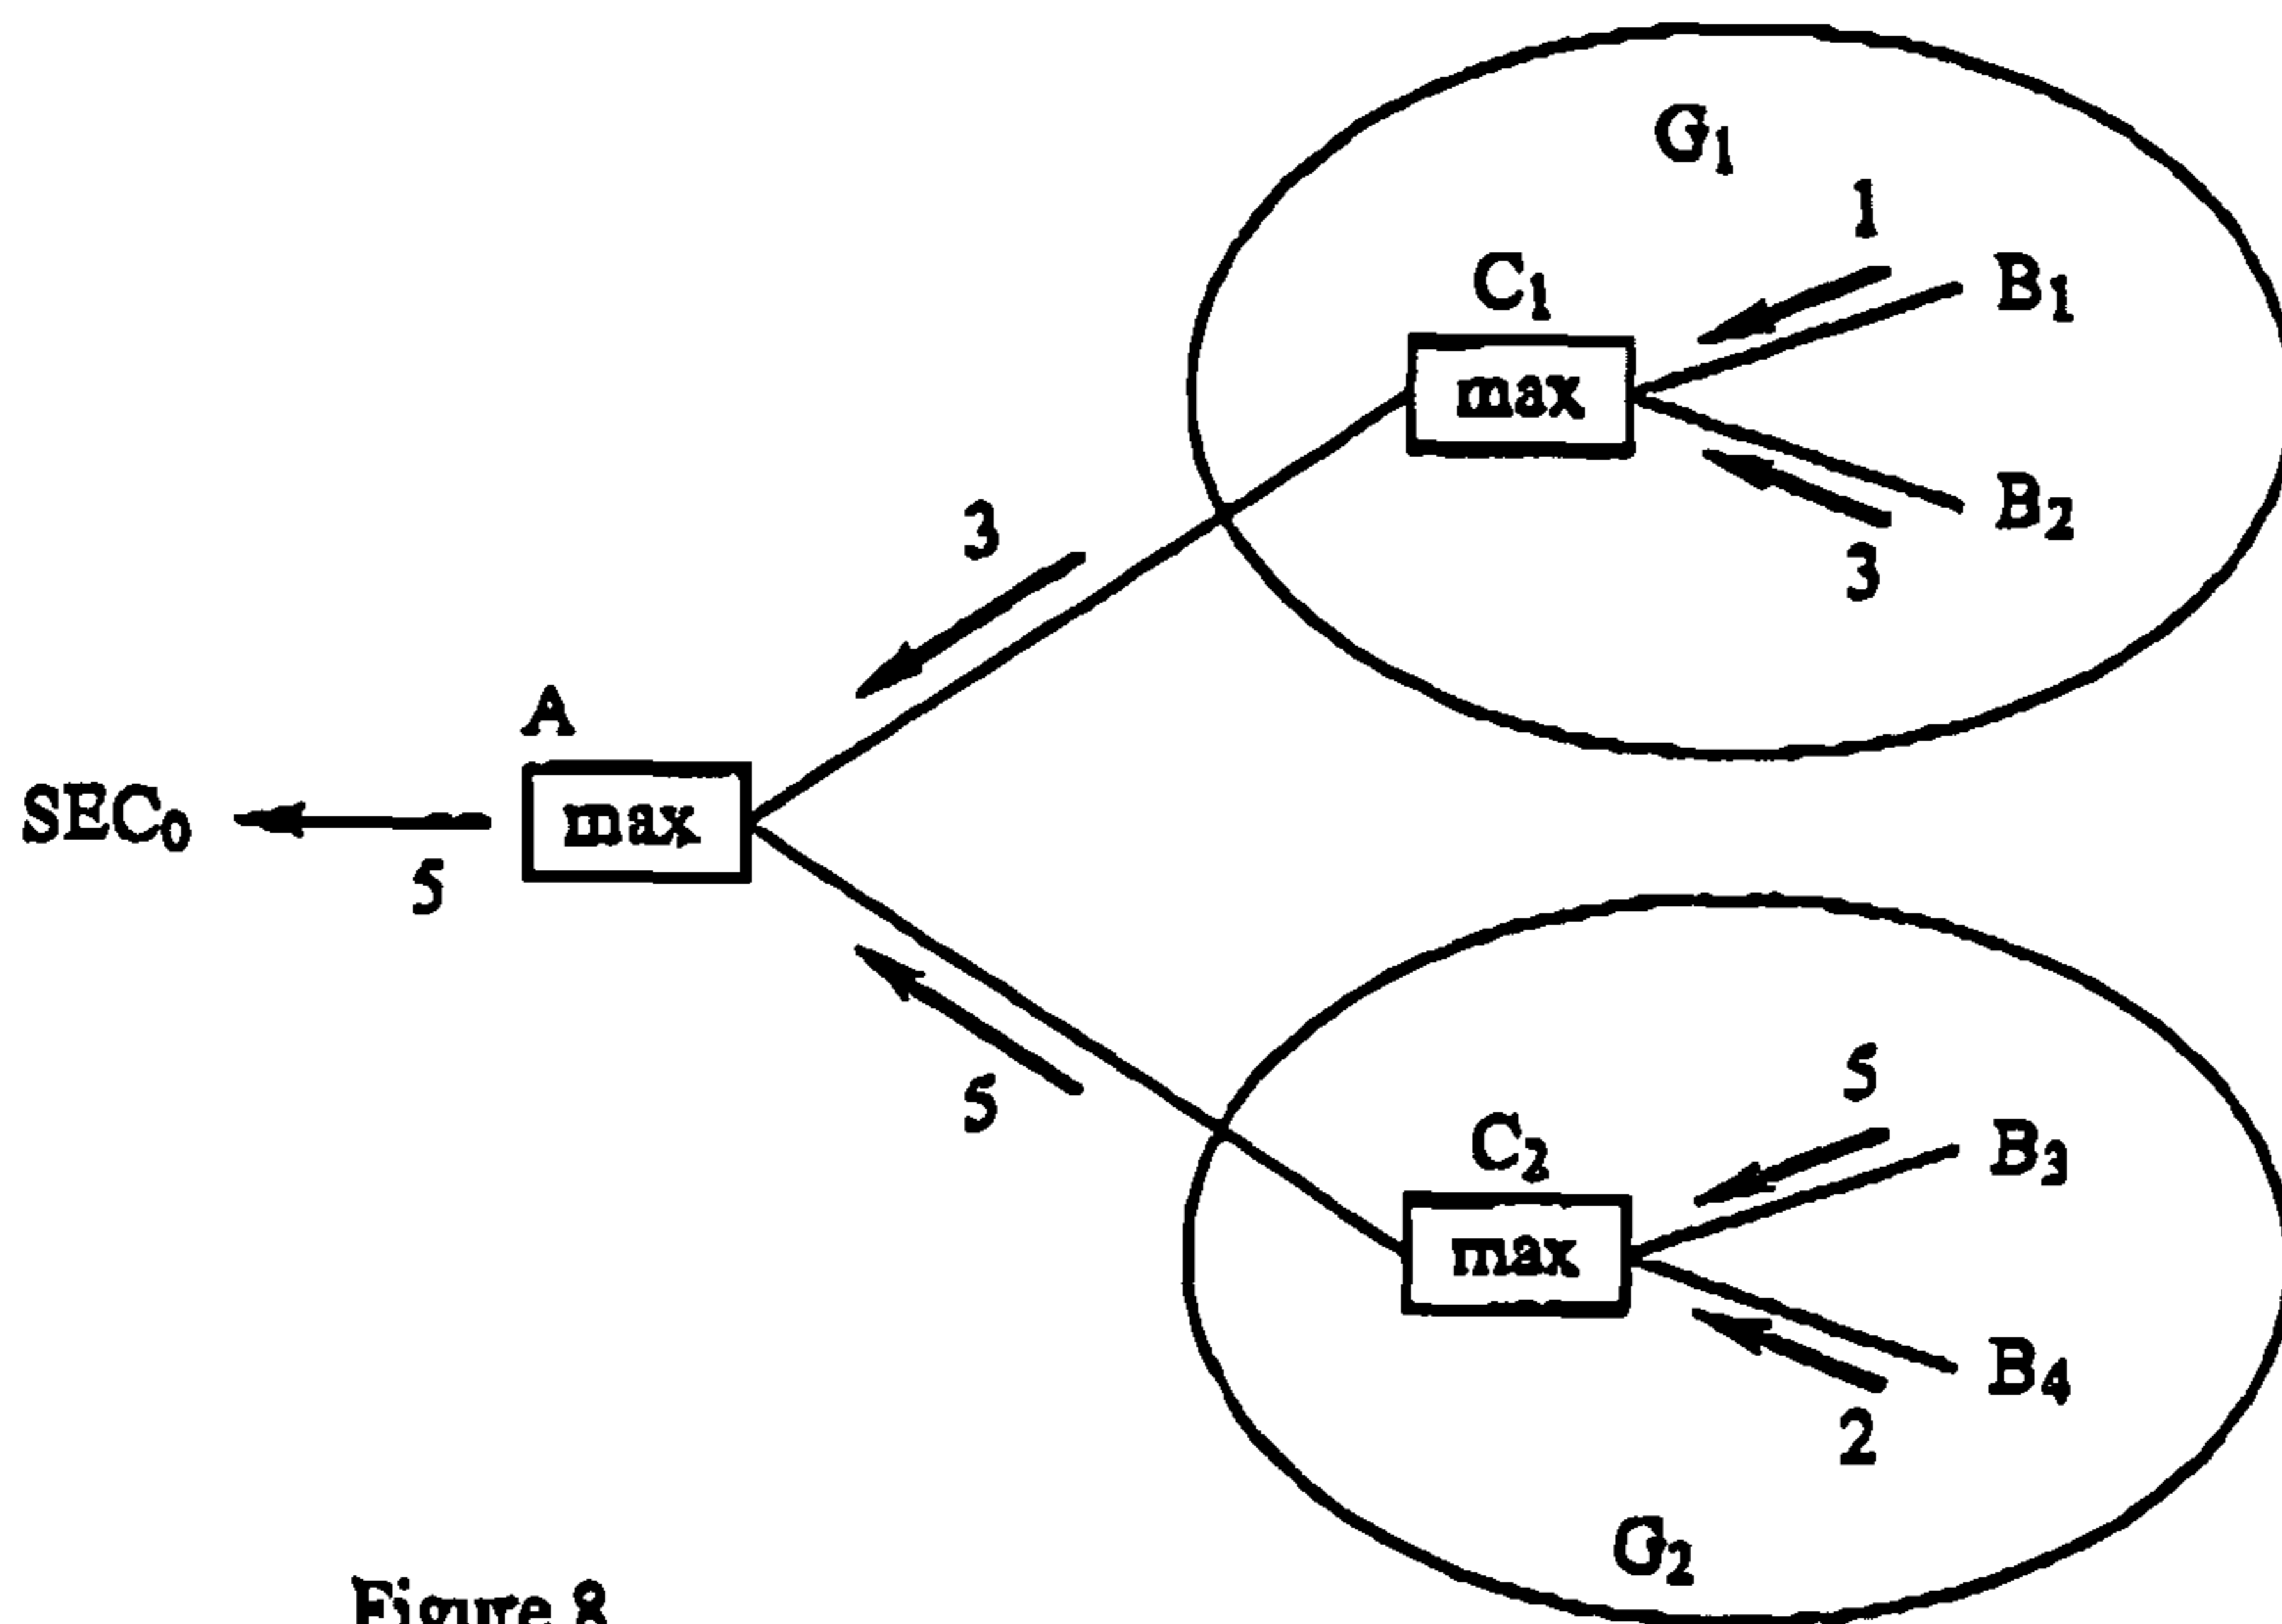 G₁
1
C₁
B₁
max
B₂
3
3
A
SEC₀
max
5
5
5
C₂
B₃
max
B₄
2
G₂
Figure 8